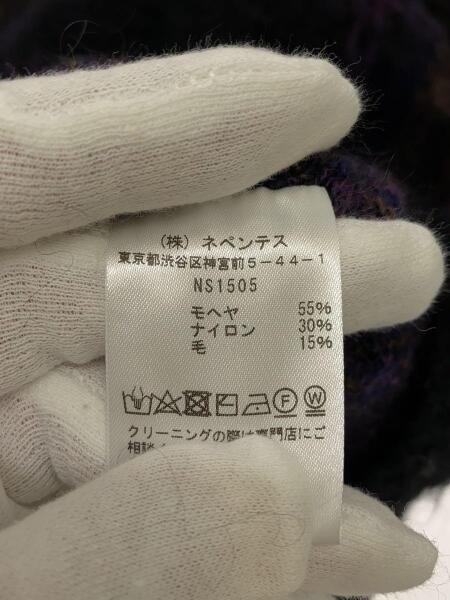 (株) ネペンテス
東京都渋谷区神宮前5-44-1
NS1505
モヘヤ 55%
ナイロン 30%
毛 15%
F W
クリーニングの際は専門店にご
相談